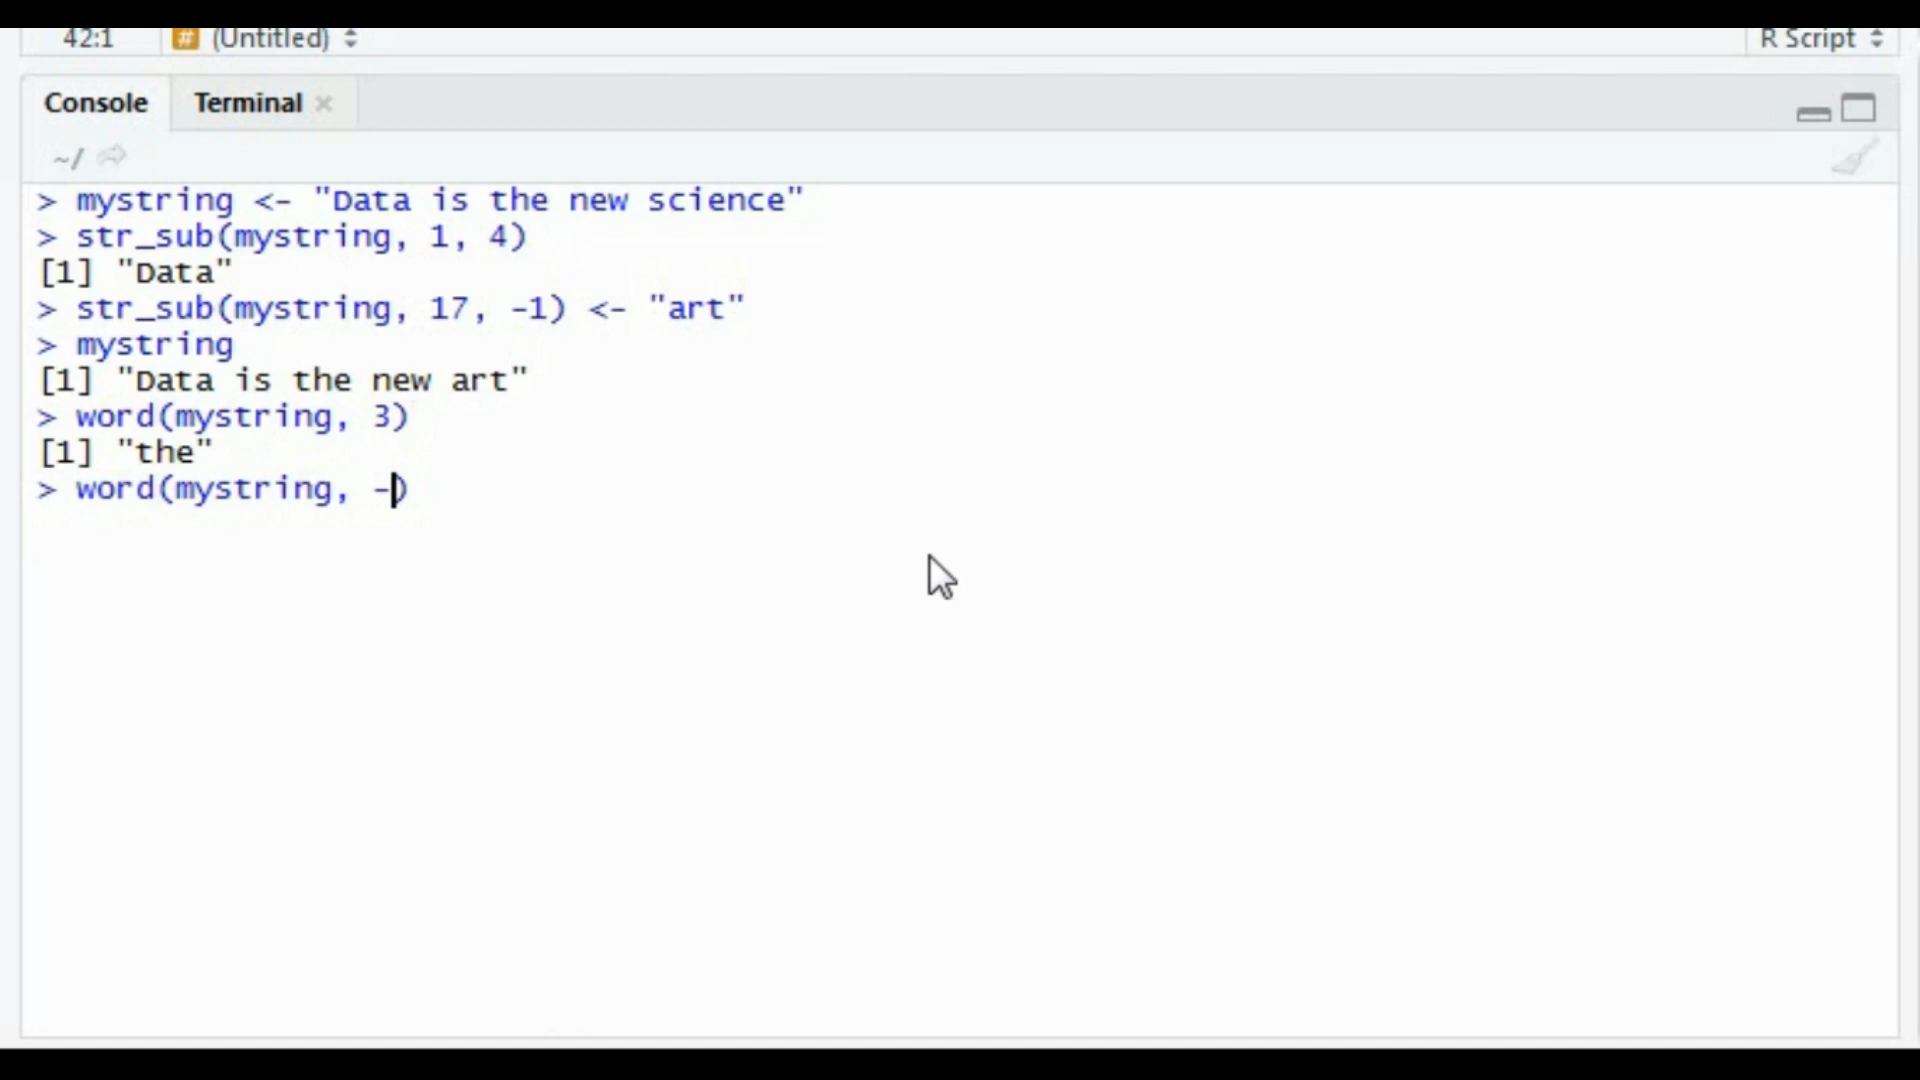 42:1 # (Untitled) R Script
Console Terminal
~/
> mystring <- "Data is the new science"
> str_sub(mystring, 1, 4)
[1] "Data"
> str_sub(mystring, 17, -1) <- "art"
> mystring
[1] "Data is the new art"
> word(mystring, 3)
[1] "the"
> word(mystring, -)